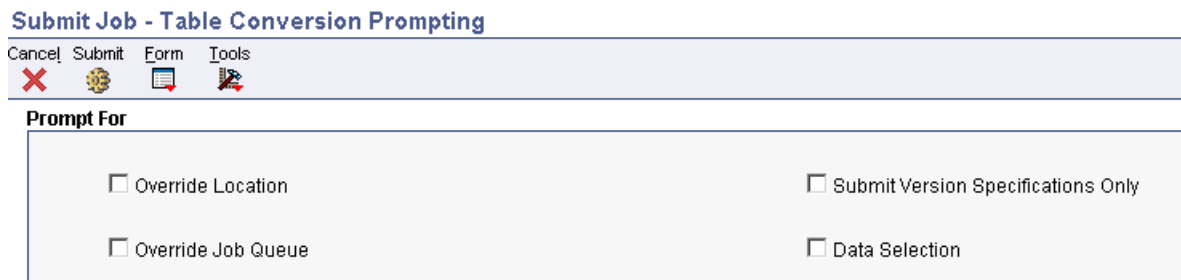 Submit Job - Table Conversion Prompting
Cancel Submit Form Tools
Prompt For
Override Location Submit Version Specifications Only
Override Job Queue Data Selection